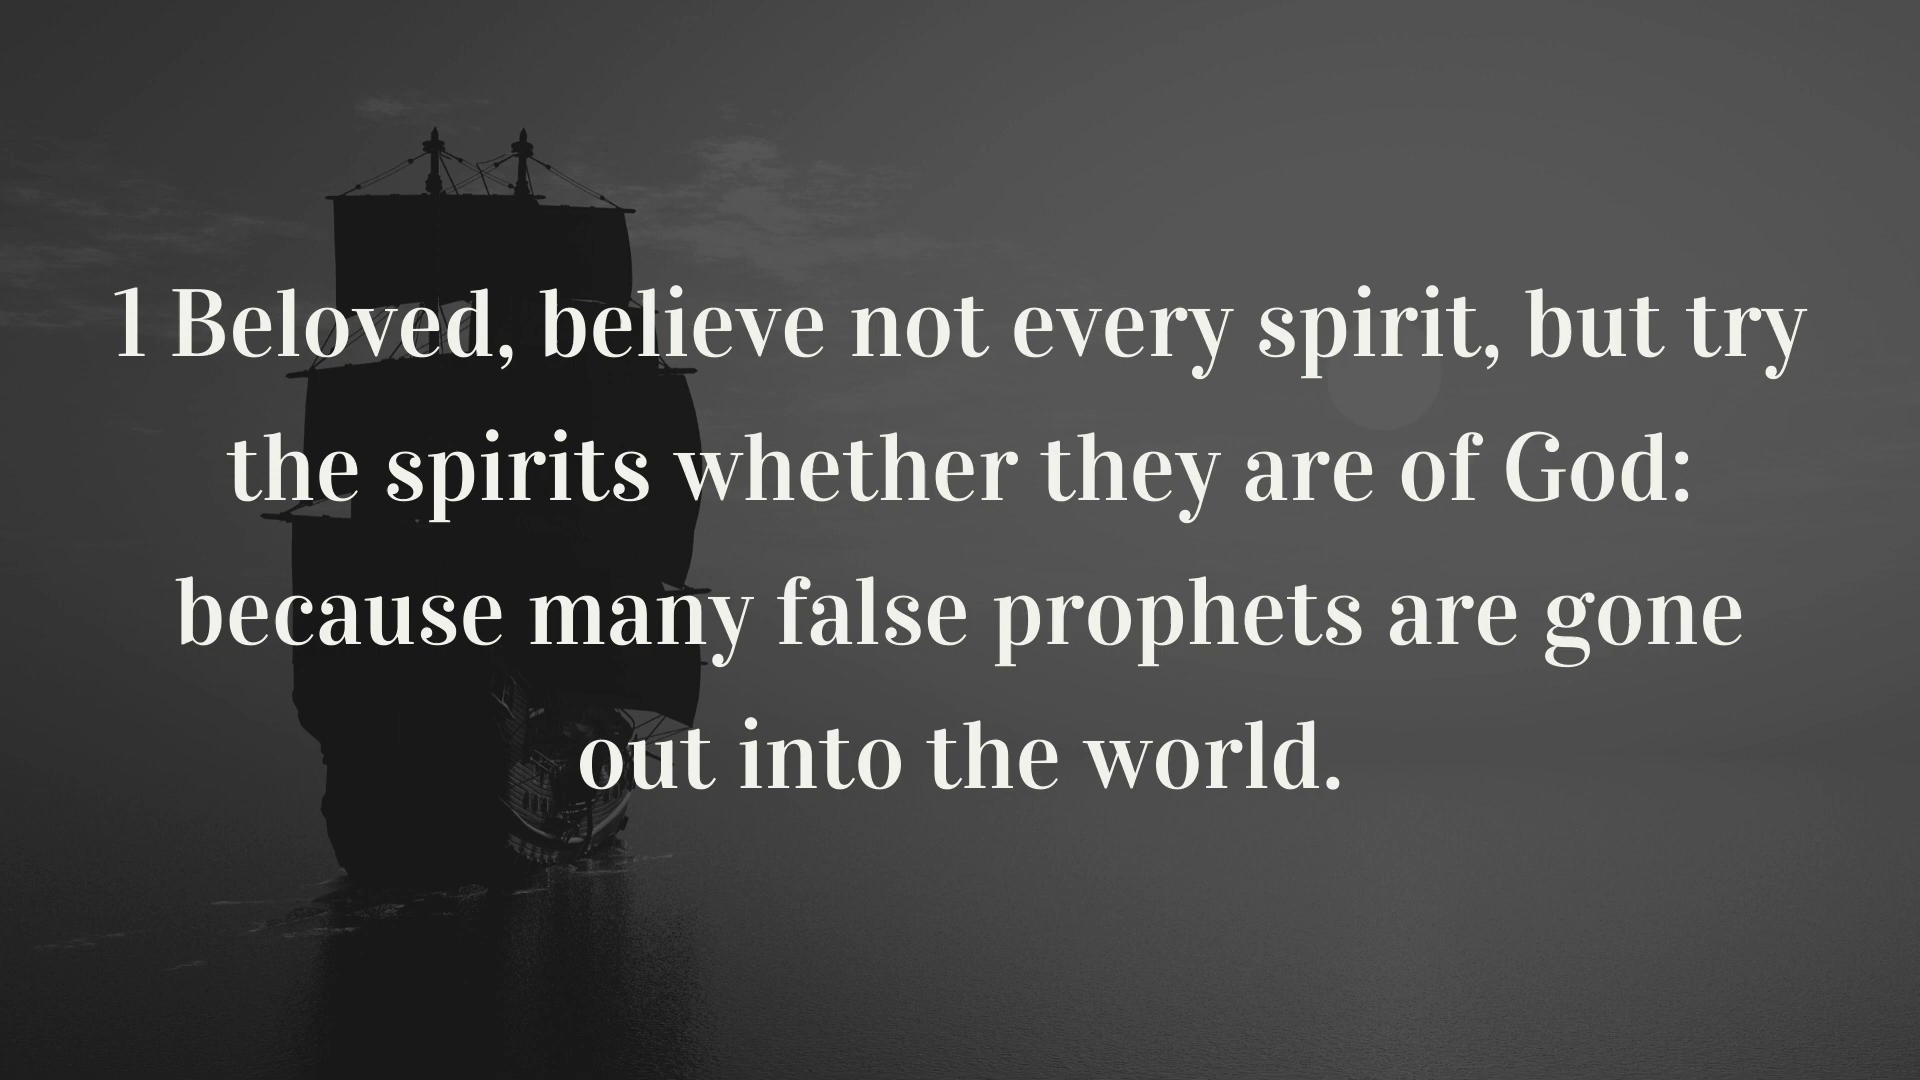 1 Beloved, believe not every spirit, but try
the spirits whether they are of God:
because many false prophets are gone
out into the world.